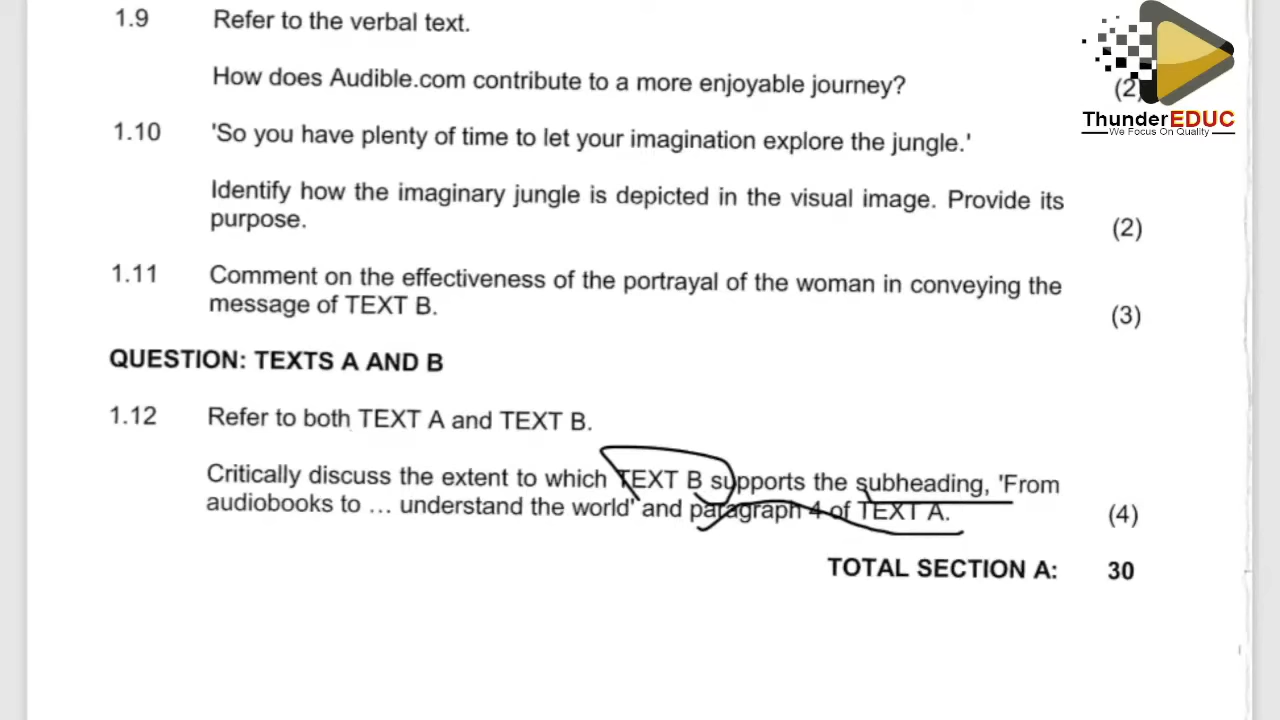 1.9 Refer to the verbal text.
How does Audible.com contribute to a more enjoyable journey?
(2)
1.10 'So you have plenty of time to let your imagination explore the jungle.'
Identify how the imaginary jungle is depicted in the visual image. Provide its
purpose. (2)
1.11 Comment on the effectiveness of the portrayal of the woman in conveying the
message of TEXT B. (3)
QUESTION: TEXTS A AND B
1.12 Refer to both TEXT A and TEXT B.
Critically discuss the extent to which TEXT B supports the subheading, 'From
audiobooks to … understand the world' and paragraph 4 of TEXT A. (4)
TOTAL SECTION A: 30
ThunderEDUC
We Focus On Quality